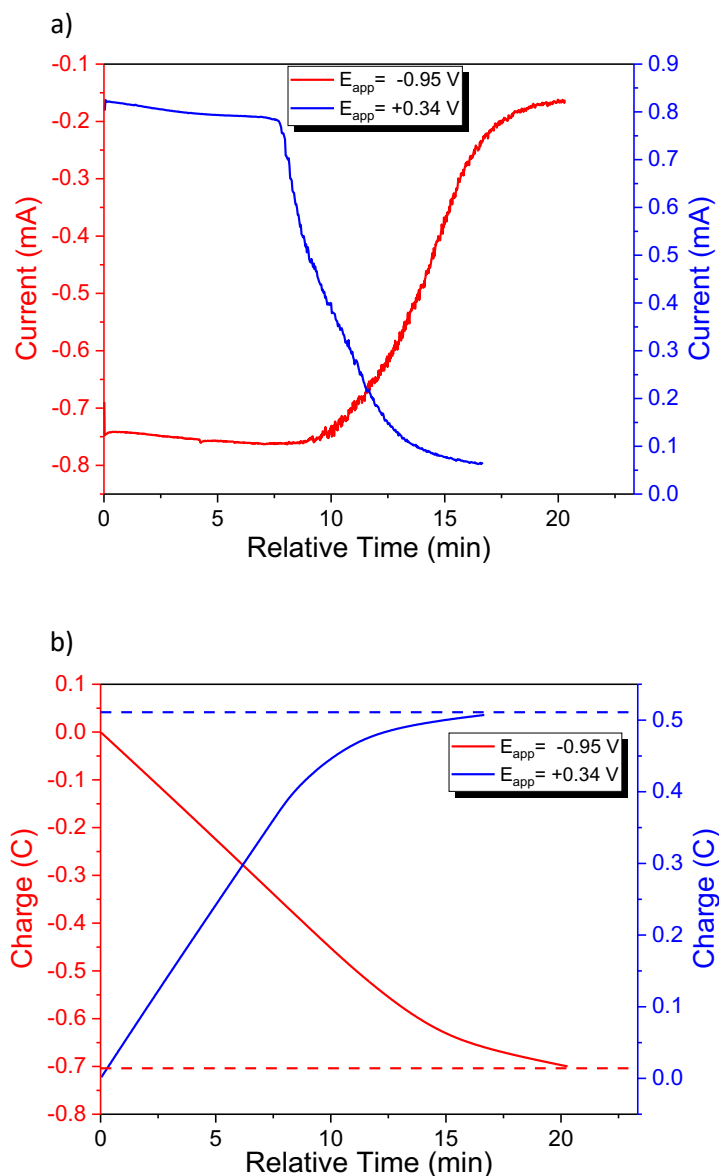 a)
E_app= -0.95 V
E_app= +0.34 V
-0.1
-0.2
-0.3
-0.4
-0.5
-0.6
-0.7
-0.8
Current (mA)
0.9
0.8
0.7
0.6
0.5
0.4
0.3
0.2
0.1
0.0
Current (mA)
0 5 10 15 20
Relative Time (min)
b)
E_app= -0.95 V
E_app= +0.34 V
0.1
0.0
-0.1
-0.2
-0.3
-0.4
-0.5
-0.6
-0.7
-0.8
Charge (C)
0.5
0.4
0.3
0.2
0.1
0.0
Charge (C)
0 5 10 15 20
Relative Time (min)